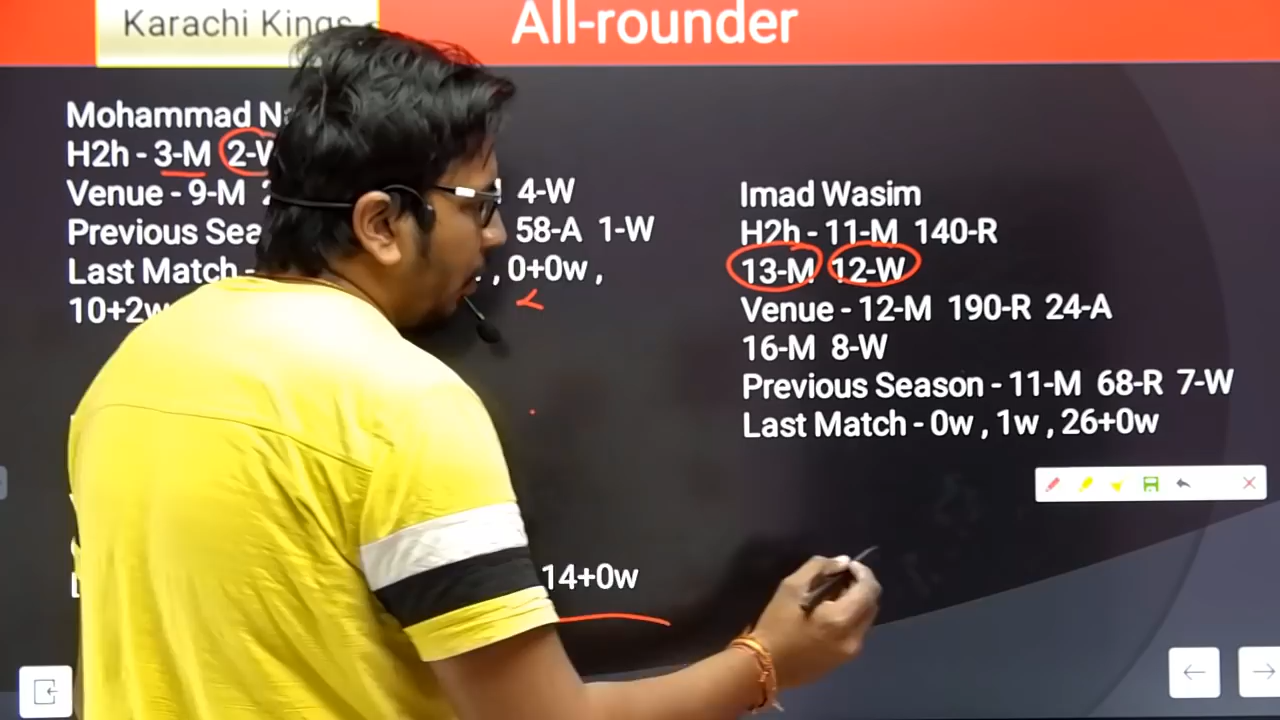 Karachi Kings
All-rounder
Mohammad
H2h - 3-M 2-W
Venue - 9-M 4-W
Previous 58-A 1-W
Last Match - , 0+0w ,
10+2w
14+0w
Imad Wasim
H2h - 11-M 140-R
13-M 12-W
Venue - 12-M 190-R 24-A
16-M 8-W
Previous Season - 11-M 68-R 7-W
Last Match - 0w , 1w , 26+0w